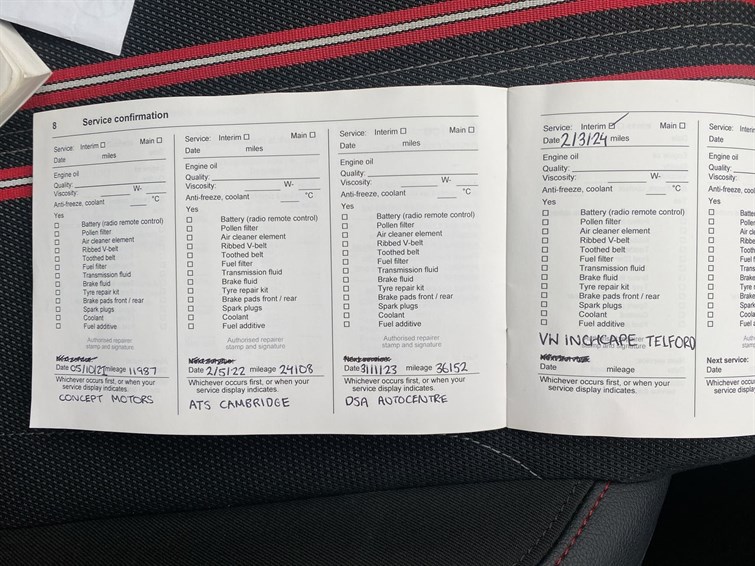 8 Service confirmation
Service: Interim Main
Date miles
Engine oil
Quality:
Viscosity: W-
Anti-freeze, coolant °C
Yes
Battery (radio remote control)
Pollen filter
Air cleaner element
Ribbed V-belt
Toothed belt
Fuel filter
Transmission fluid
Brake fluid
Tyre repair kit
Brake pads front / rear
Spark plugs
Coolant
Fuel additive
Authorised repairer
stamp and signature
Date mileage 11987
Whichever occurs first, or when your
service display indicates.
CONCEPT MOTORS
Service: Interim Main
Date miles
Engine oil
Quality:
Viscosity: W-
Anti-freeze, coolant °C
Yes
Battery (radio remote control)
Pollen filter
Air cleaner element
Ribbed V-belt
Toothed belt
Fuel filter
Transmission fluid
Brake fluid
Tyre repair kit
Brake pads front / rear
Spark plugs
Coolant
Fuel additive
Authorised repairer
stamp and signature
Date 2/5/22 mileage 24108
Whichever occurs first, or when your
service display indicates.
ATS CAMBRIDGE
Service: Interim Main
Date miles
Engine oil
Quality:
Viscosity: W-
Anti-freeze, coolant °C
Yes
Battery (radio remote control)
Pollen filter
Air cleaner element
Ribbed V-belt
Toothed belt
Fuel filter
Transmission fluid
Brake fluid
Tyre repair kit
Brake pads front / rear
Spark plugs
Coolant
Fuel additive
Authorised repairer
stamp and signature
Date 3/11/23 mileage 36152
Whichever occurs first, or when your
service display indicates.
DSA AUTOCENTRE
Service: Interim Main
Date 2/3/24 miles
Engine oil
Quality:
Viscosity: W-
Anti-freeze, coolant °C
Yes
Battery (radio remote control)
Pollen filter
Air cleaner element
Ribbed V-belt
Toothed belt
Fuel filter
Transmission fluid
Brake fluid
Tyre repair kit
Brake pads front / rear
Spark plugs
Coolant
Fuel additive
Authorised repairer
VW INCHCAPE TELFORD
stamp and signature
Date mileage
Whichever occurs first, or when your
service display indicates.
Service:
Date
Engine oil
Quality:
Viscosity:
Anti-freeze,
Yes
Next service:
Date